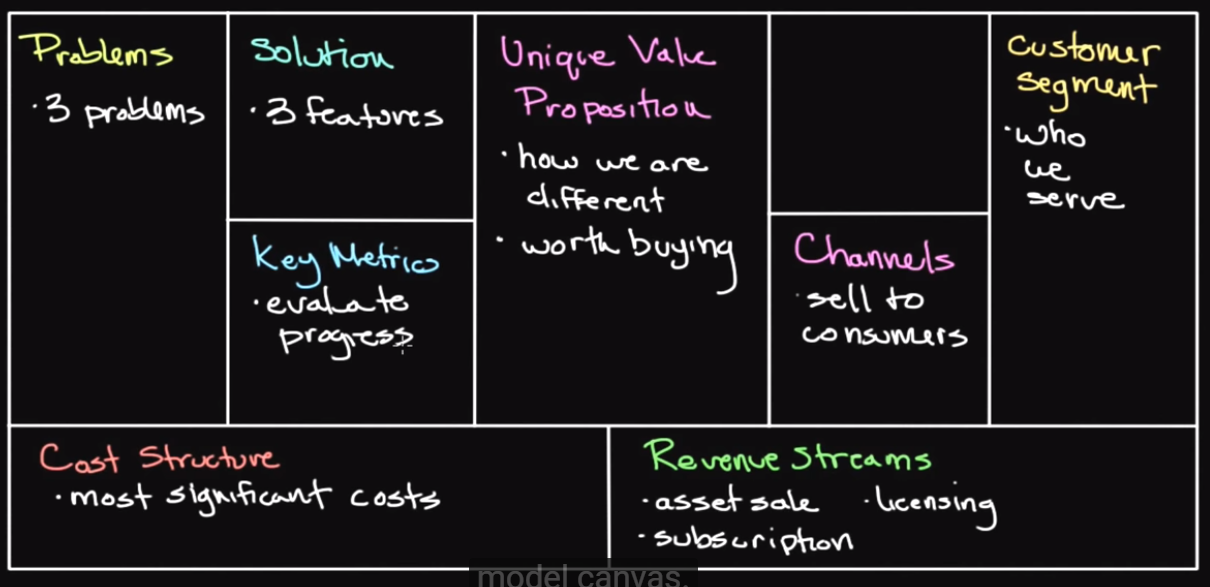 Problems
· 3 problems
Solution
· 3 features
Key Metrics
· evaluate
progress
Unique Value
Proposition
· how we are
different
· worth buying
Channels
· sell to
consumers
Customer
Segment
· who
we
serve
Cost Structure
· most significant costs
Revenue Streams
· asset sale · licensing
· subscription
model canvas.